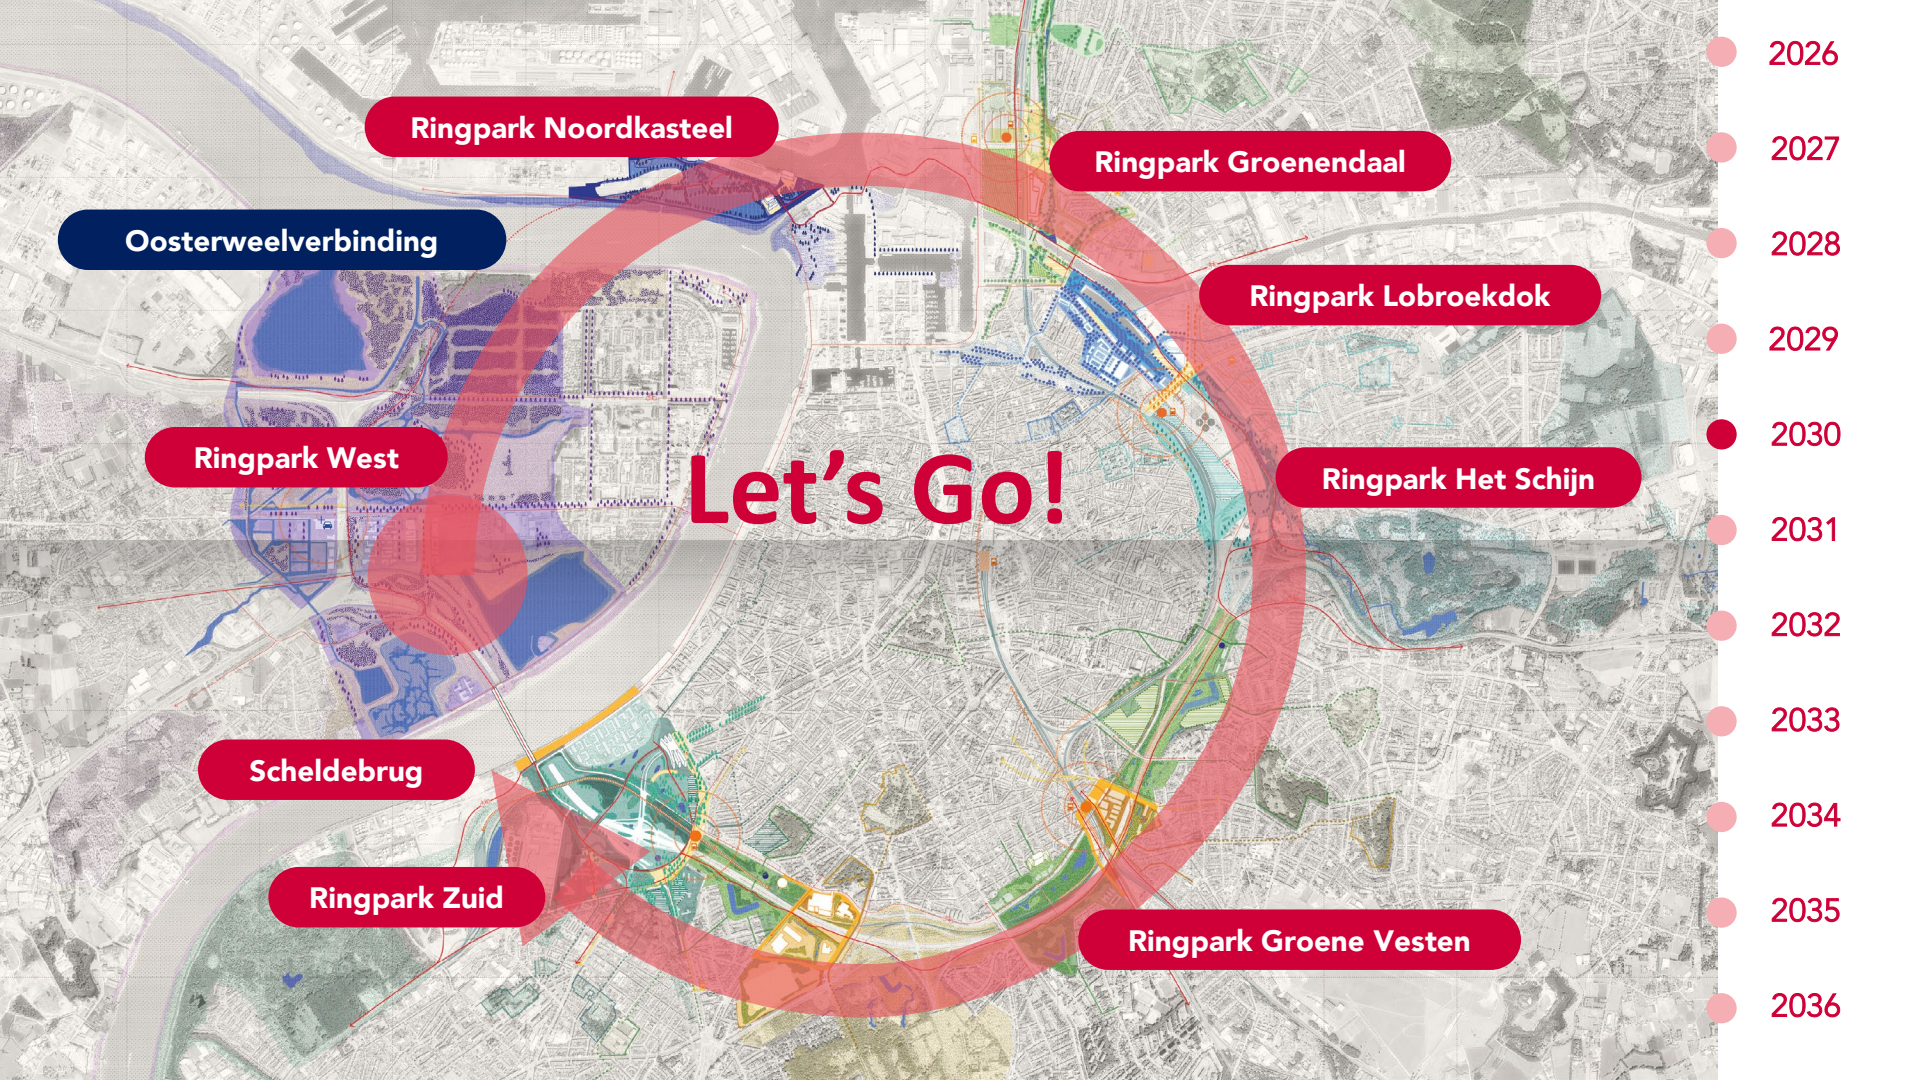 Ringpark Noordkasteel
Ringpark Groenendaal
Oosterweelverbinding
Ringpark Lobroekdok
Ringpark West
Let’s Go!
Ringpark Het Schijn
Scheldebrug
Ringpark Zuid
Ringpark Groene Vesten
2026
2027
2028
2029
2030
2031
2032
2033
2034
2035
2036